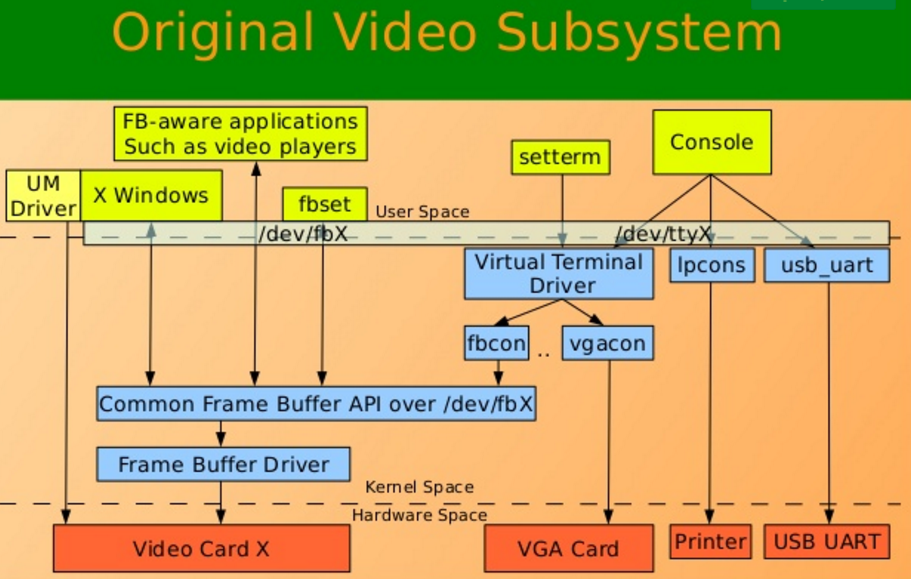 Original Video Subsystem
FB-aware applications
Such as video players
Console
setterm
UM
Driver
X Windows
fbset
User Space
/dev/fbX
/dev/ttyX
Virtual Terminal
Driver
lpcons
usb_uart
fbcon
..
vgacon
Common Frame Buffer API over /dev/fbX
Frame Buffer Driver
Kernel Space
Hardware Space
Video Card X
VGA Card
Printer
USB UART